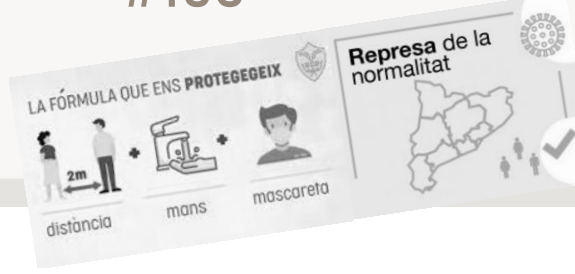 LA FÓRMULA QUE ENS PROTEGEGEIX
2m
distància
mans
mascareta
Represa de la
normalitat